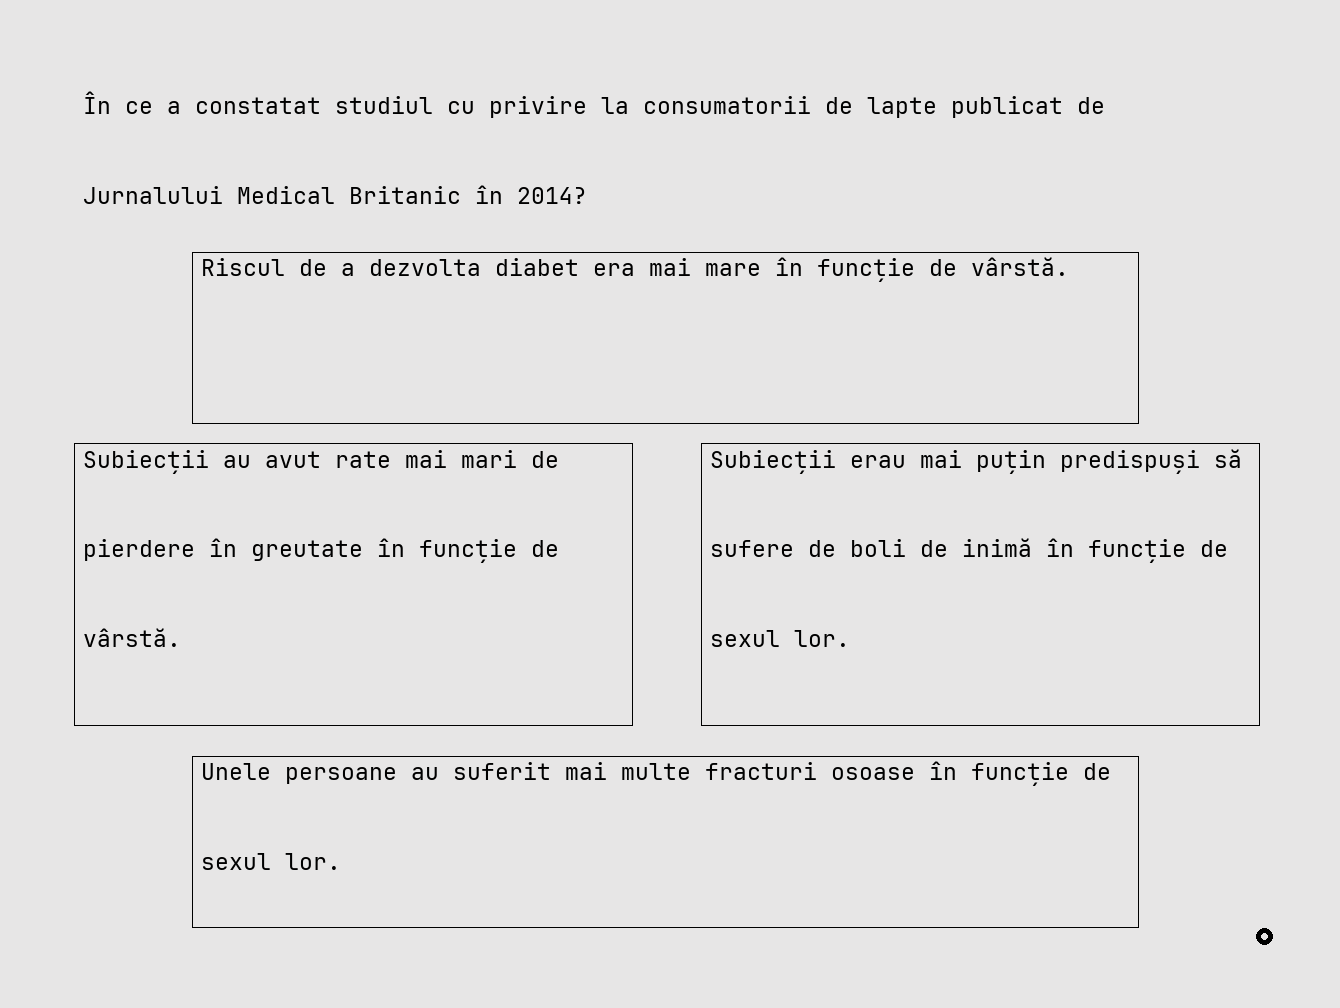 În ce a constatat studiul cu privire la consumatorii de lapte publicat de
Jurnalului Medical Britanic în 2014?
Riscul de a dezvolta diabet era mai mare în funcție de vârstă.
Subiecții au avut rate mai mari de
pierdere în greutate în funcție de
vârstă.
Subiecții erau mai puțin predispuși să
sufere de boli de inimă în funcție de
sexul lor.
Unele persoane au suferit mai multe fracturi osoase în funcție de
sexul lor.